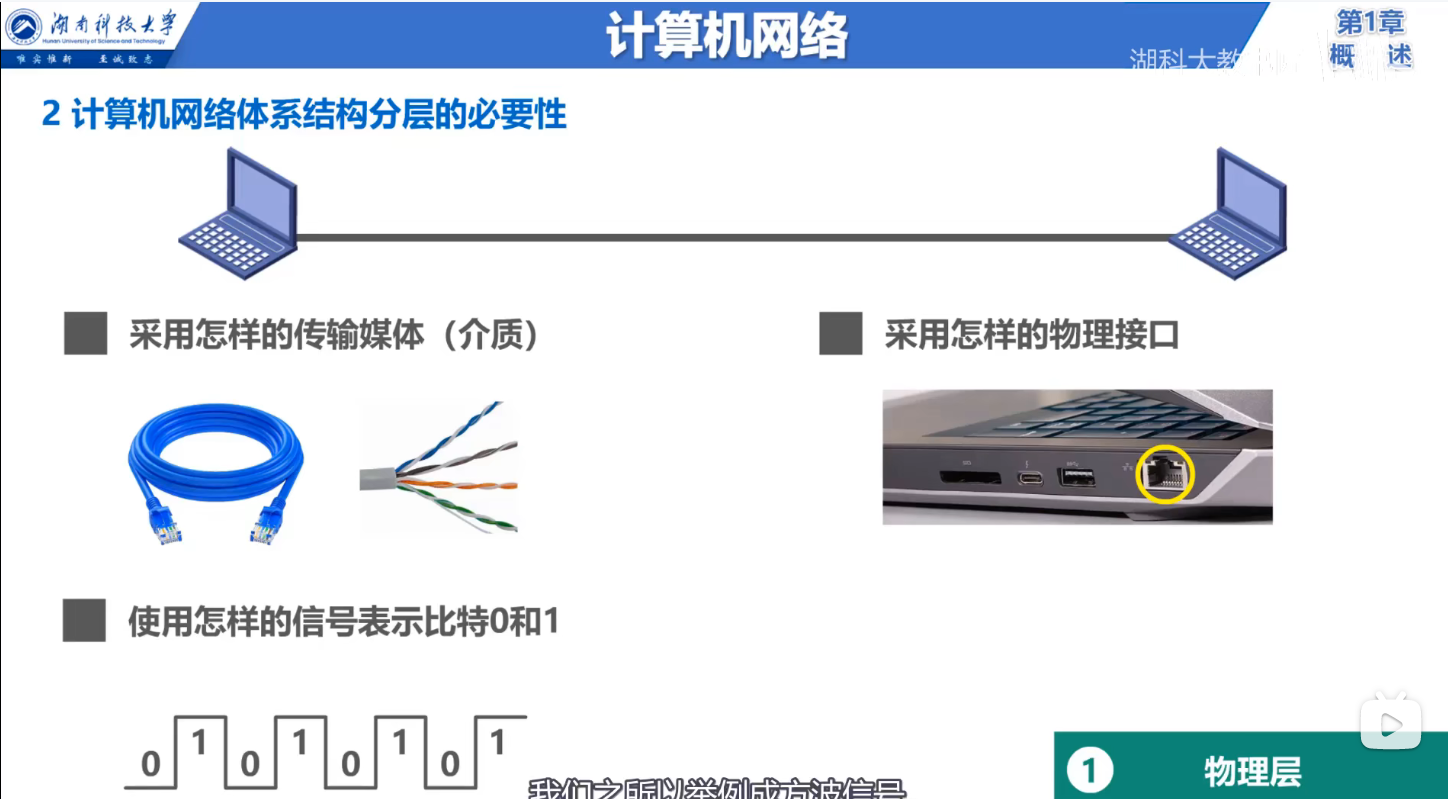 湖南科技大学
Hunan University of Science and Technology
唯实惟新 至诚致志
计算机网络
第1章
概 述
湖科大教
2 计算机网络体系结构分层的必要性
采用怎样的传输媒体（介质）
采用怎样的物理接口
使用怎样的信号表示比特0和1
0 1 0 1 0 1 0 1
1 物理层
我们之所以举例成方波信号